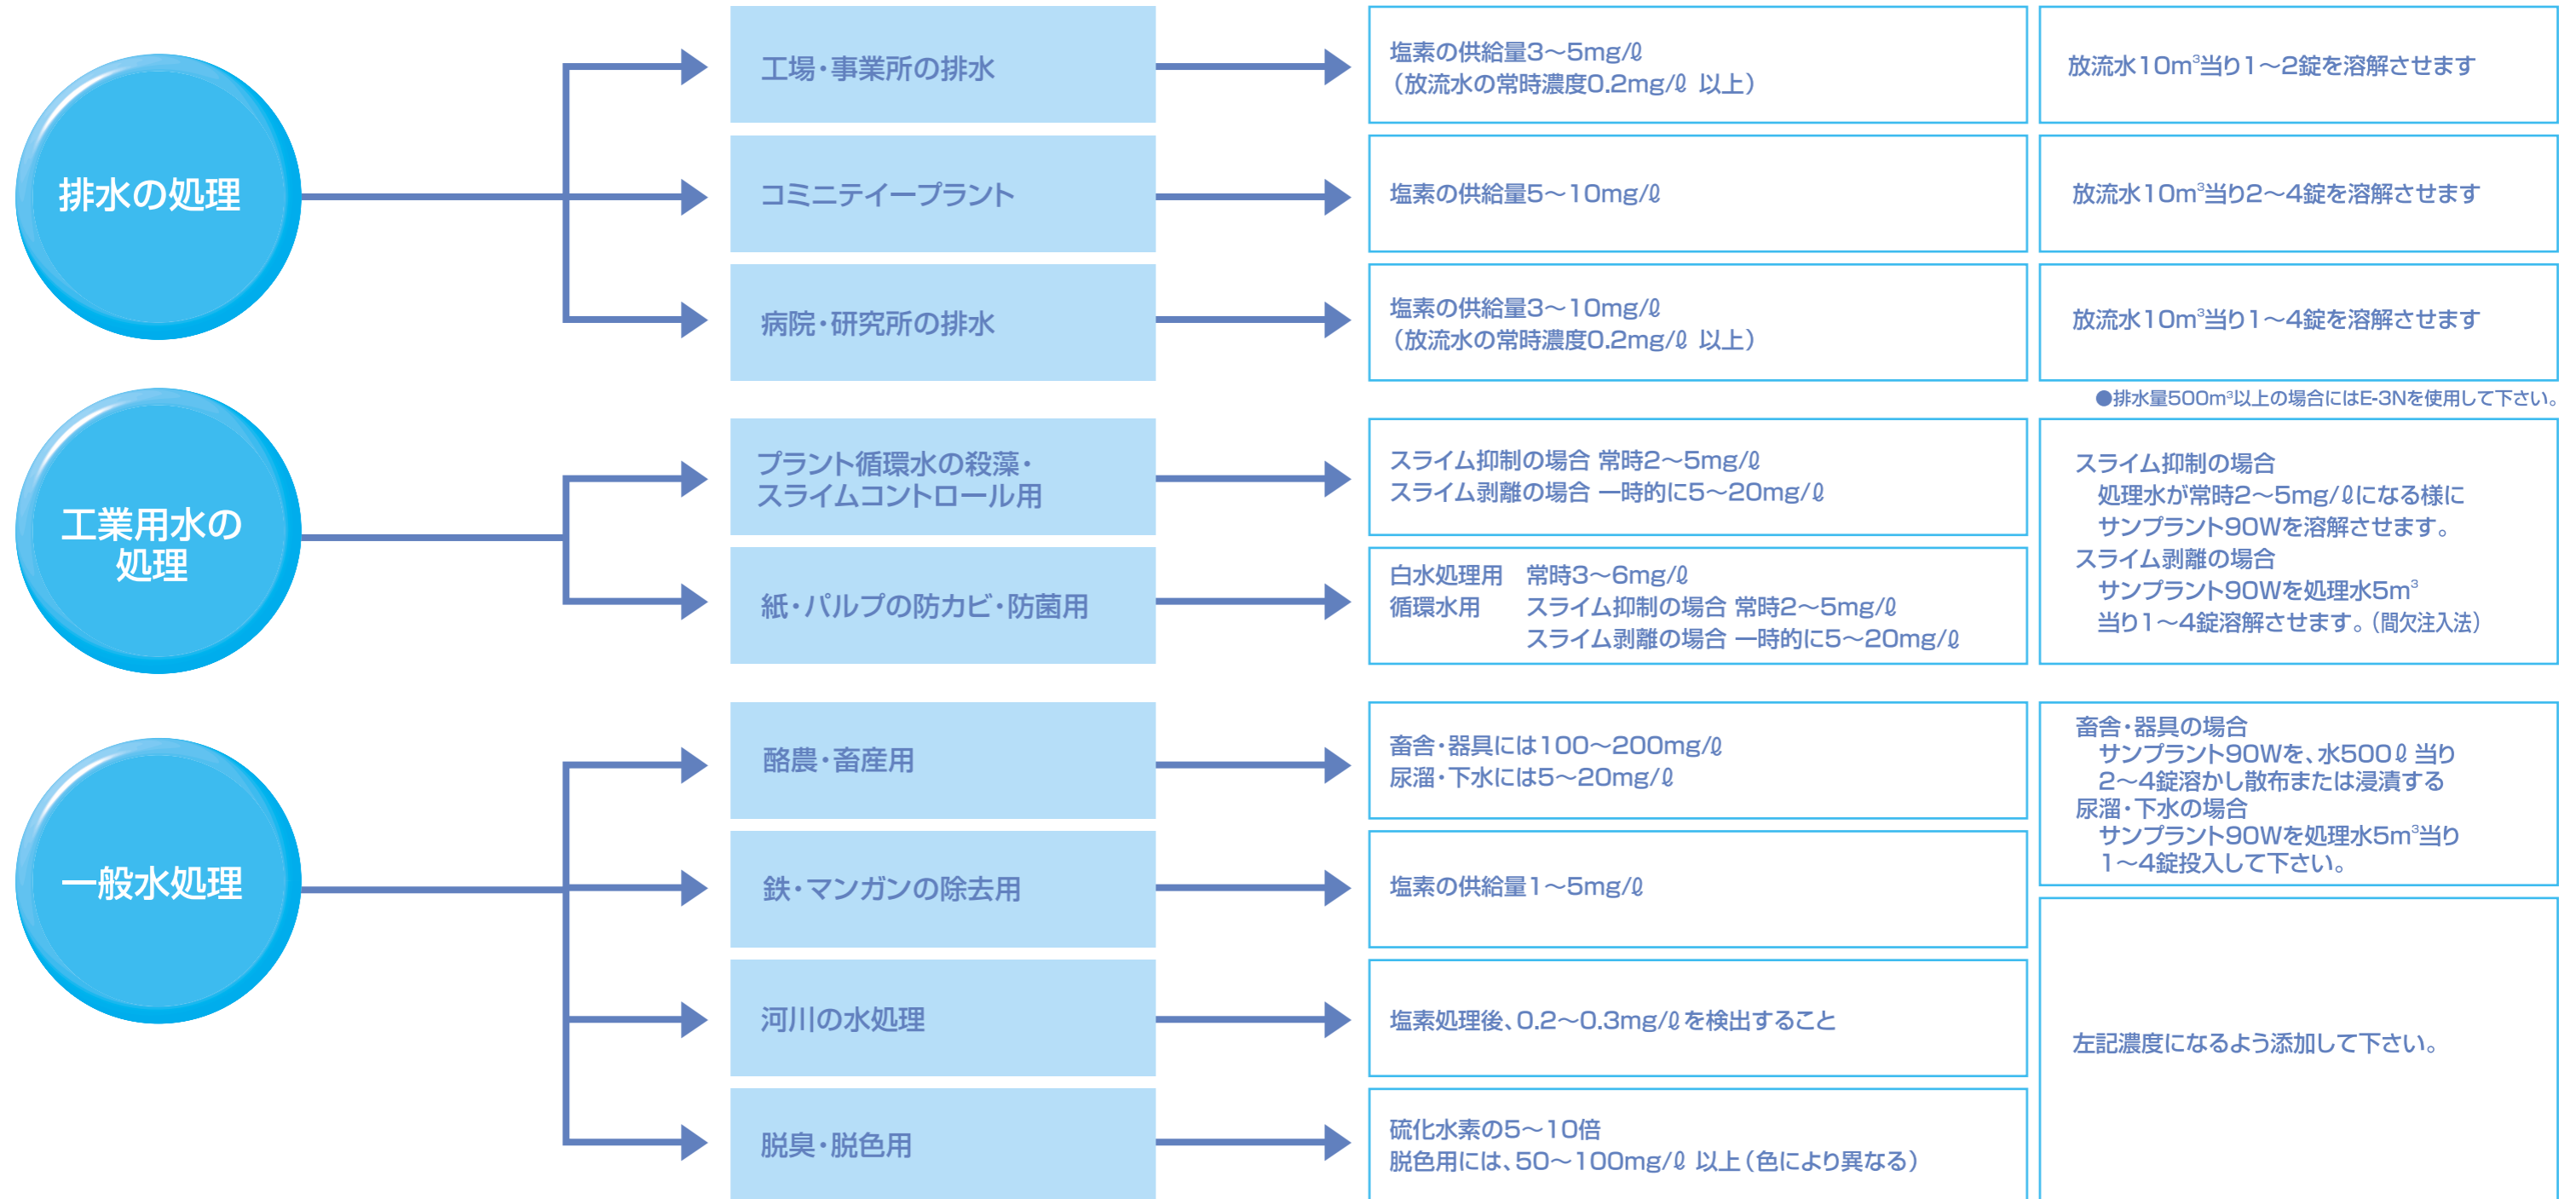 排水の処理
工場・事業所の排水
塩素の供給量3〜5mg/ℓ
（放流水の常時濃度0.2mg/ℓ 以上）
放流水10m³当り1〜2錠を溶解させます
コミニテイープラント
塩素の供給量5〜10mg/ℓ
放流水10m³当り2〜4錠を溶解させます
病院・研究所の排水
塩素の供給量3〜10mg/ℓ
（放流水の常時濃度0.2mg/ℓ 以上）
放流水10m³当り1〜4錠を溶解させます
●排水量500m³以上の場合にはE-3Nを使用して下さい。
工業用水の
処理
プラント循環水の殺藻・
スライムコントロール用
スライム抑制の場合 常時2〜5mg/ℓ
スライム剥離の場合 一時的に5〜20mg/ℓ
紙・パルプの防カビ・防菌用
白水処理用 常時3〜6mg/ℓ
循環水用 スライム抑制の場合 常時2〜5mg/ℓ
スライム剥離の場合 一時的に5〜20mg/ℓ
スライム抑制の場合
処理水が常時2〜5mg/ℓになる様に
サンプラント90Wを溶解させます。
スライム剥離の場合
サンプラント90Wを処理水5m³
当り1〜4錠溶解させます。（間欠注入法）
一般水処理
酪農・畜産用
畜舎・器具には100〜200mg/ℓ
尿溜・下水には5〜20mg/ℓ
畜舎・器具の場合
サンプラント90Wを、水500ℓ 当り
2〜4錠溶かし散布または浸漬する
尿溜・下水の場合
サンプラント90Wを処理水5m³当り
1〜4錠投入して下さい。
鉄・マンガンの除去用
塩素の供給量1〜5mg/ℓ
河川の水処理
塩素処理後、0.2〜0.3mg/ℓを検出すること
左記濃度になるよう添加して下さい。
脱臭・脱色用
硫化水素の5〜10倍
脱色用には、50〜100mg/ℓ 以上（色により異なる）